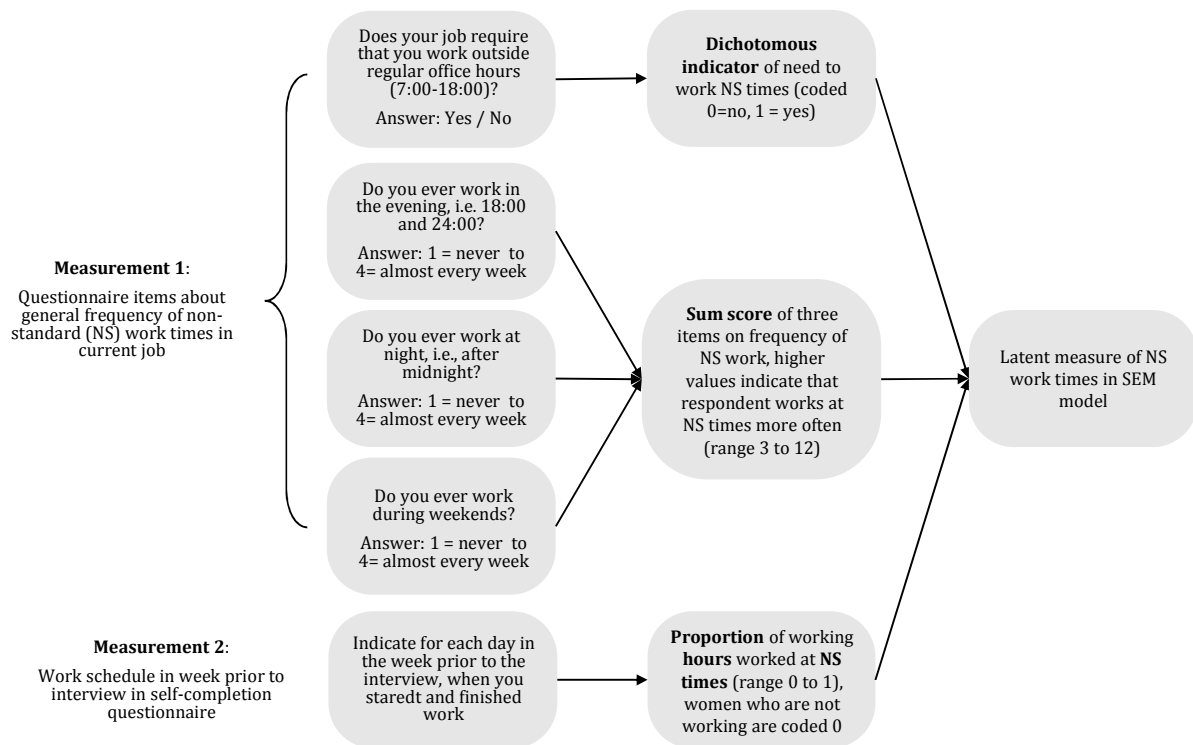 Measurement 1:
Questionnaire items about
general frequency of non-
standard (NS) work times in
current job
Does your job require
that you work outside
regular office hours
(7:00-18:00)?
Answer: Yes / No
Dichotomous
indicator of need to
work NS times (coded
0=no, 1 = yes)
Do you ever work in
the evening, i.e. 18:00
and 24:00?
Answer: 1 = never to
4= almost every week
Do you ever work at
night, i.e., after
midnight?
Answer: 1 = never to
4= almost every week
Do you ever work
during weekends?
Answer: 1 = never to
4= almost every week
Sum score of three
items on frequency of
NS work, higher
values indicate that
respondent works at
NS times more often
(range 3 to 12)
Latent measure of NS
work times in SEM
model
Measurement 2:
Work schedule in week prior to
interview in self-completion
questionnaire
Indicate for each day in
the week prior to the
interview, when you
staredt and finished
work
Proportion of working
hours worked at NS
times (range 0 to 1),
women who are not
working are coded 0